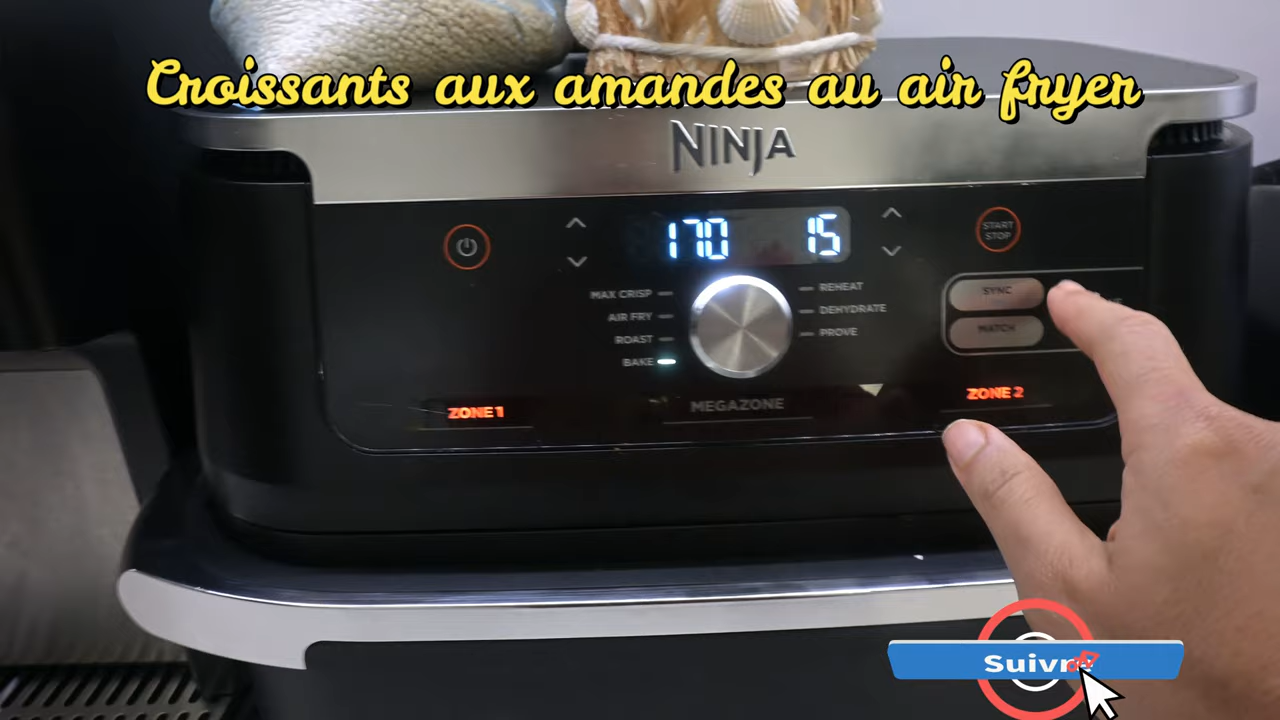 Croissants aux amandes au air fryer
NINJA
170 15
START
STOP
MAX CRISP
AIR FRY
ROAST
BAKE
REHEAT
DEHYDRATE
PROVE
SYNC
MATCH
ZONE 1
MEGAZONE
ZONE 2
Suivre